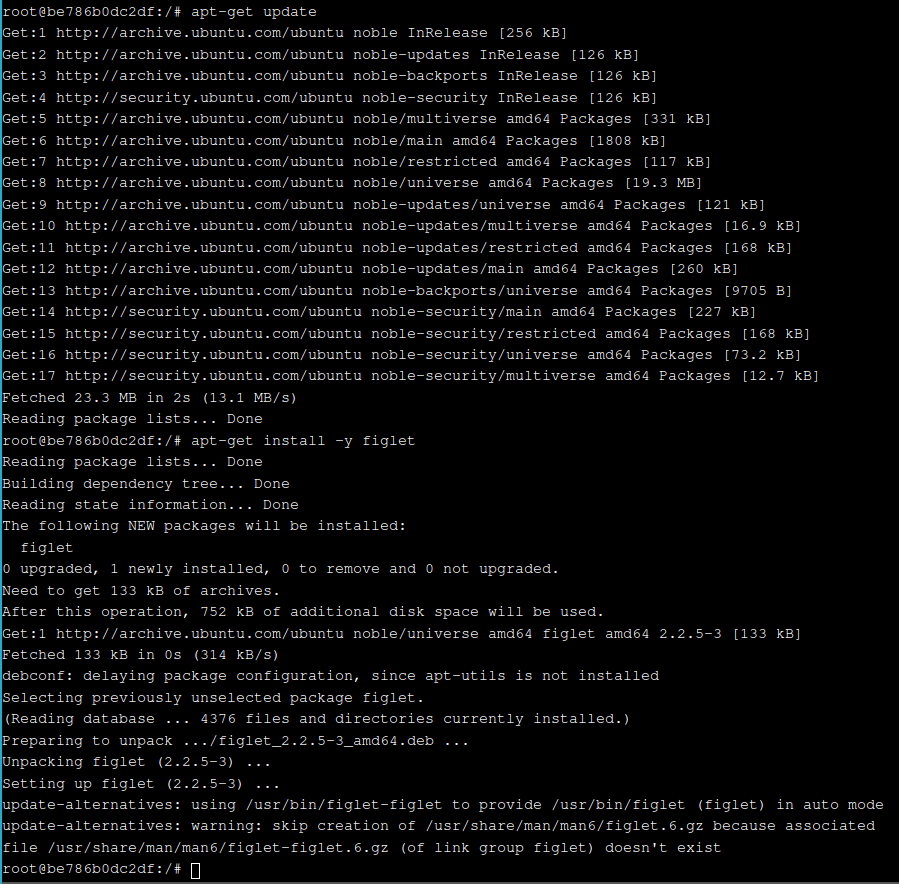 root@be786b0dc2df:/# apt-get update
Get:1 http://archive.ubuntu.com/ubuntu noble InRelease [256 kB]
Get:2 http://archive.ubuntu.com/ubuntu noble-updates InRelease [126 kB]
Get:3 http://archive.ubuntu.com/ubuntu noble-backports InRelease [126 kB]
Get:4 http://security.ubuntu.com/ubuntu noble-security InRelease [126 kB]
Get:5 http://archive.ubuntu.com/ubuntu noble/multiverse amd64 Packages [331 kB]
Get:6 http://archive.ubuntu.com/ubuntu noble/main amd64 Packages [1808 kB]
Get:7 http://archive.ubuntu.com/ubuntu noble/restricted amd64 Packages [117 kB]
Get:8 http://archive.ubuntu.com/ubuntu noble/universe amd64 Packages [19.3 MB]
Get:9 http://archive.ubuntu.com/ubuntu noble-updates/universe amd64 Packages [121 kB]
Get:10 http://archive.ubuntu.com/ubuntu noble-updates/multiverse amd64 Packages [16.9 kB]
Get:11 http://archive.ubuntu.com/ubuntu noble-updates/restricted amd64 Packages [168 kB]
Get:12 http://archive.ubuntu.com/ubuntu noble-updates/main amd64 Packages [260 kB]
Get:13 http://archive.ubuntu.com/ubuntu noble-backports/universe amd64 Packages [9705 B]
Get:14 http://security.ubuntu.com/ubuntu noble-security/main amd64 Packages [227 kB]
Get:15 http://security.ubuntu.com/ubuntu noble-security/restricted amd64 Packages [168 kB]
Get:16 http://security.ubuntu.com/ubuntu noble-security/universe amd64 Packages [73.2 kB]
Get:17 http://security.ubuntu.com/ubuntu noble-security/multiverse amd64 Packages [12.7 kB]
Fetched 23.3 MB in 2s (13.1 MB/s)
Reading package lists... Done
root@be786b0dc2df:/# apt-get install -y figlet
Reading package lists... Done
Building dependency tree... Done
Reading state information... Done
The following NEW packages will be installed:
  figlet
0 upgraded, 1 newly installed, 0 to remove and 0 not upgraded.
Need to get 133 kB of archives.
After this operation, 752 kB of additional disk space will be used.
Get:1 http://archive.ubuntu.com/ubuntu noble/universe amd64 figlet amd64 2.2.5-3 [133 kB]
Fetched 133 kB in 0s (314 kB/s)
debconf: delaying package configuration, since apt-utils is not installed
Selecting previously unselected package figlet.
(Reading database ... 4376 files and directories currently installed.)
Preparing to unpack .../figlet_2.2.5-3_amd64.deb ...
Unpacking figlet (2.2.5-3) ...
Setting up figlet (2.2.5-3) ...
update-alternatives: using /usr/bin/figlet-figlet to provide /usr/bin/figlet (figlet) in auto mode
update-alternatives: warning: skip creation of /usr/share/man/man6/figlet.6.gz because associated
file /usr/share/man/man6/figlet-figlet.6.gz (of link group figlet) doesn't exist
root@be786b0dc2df:/#